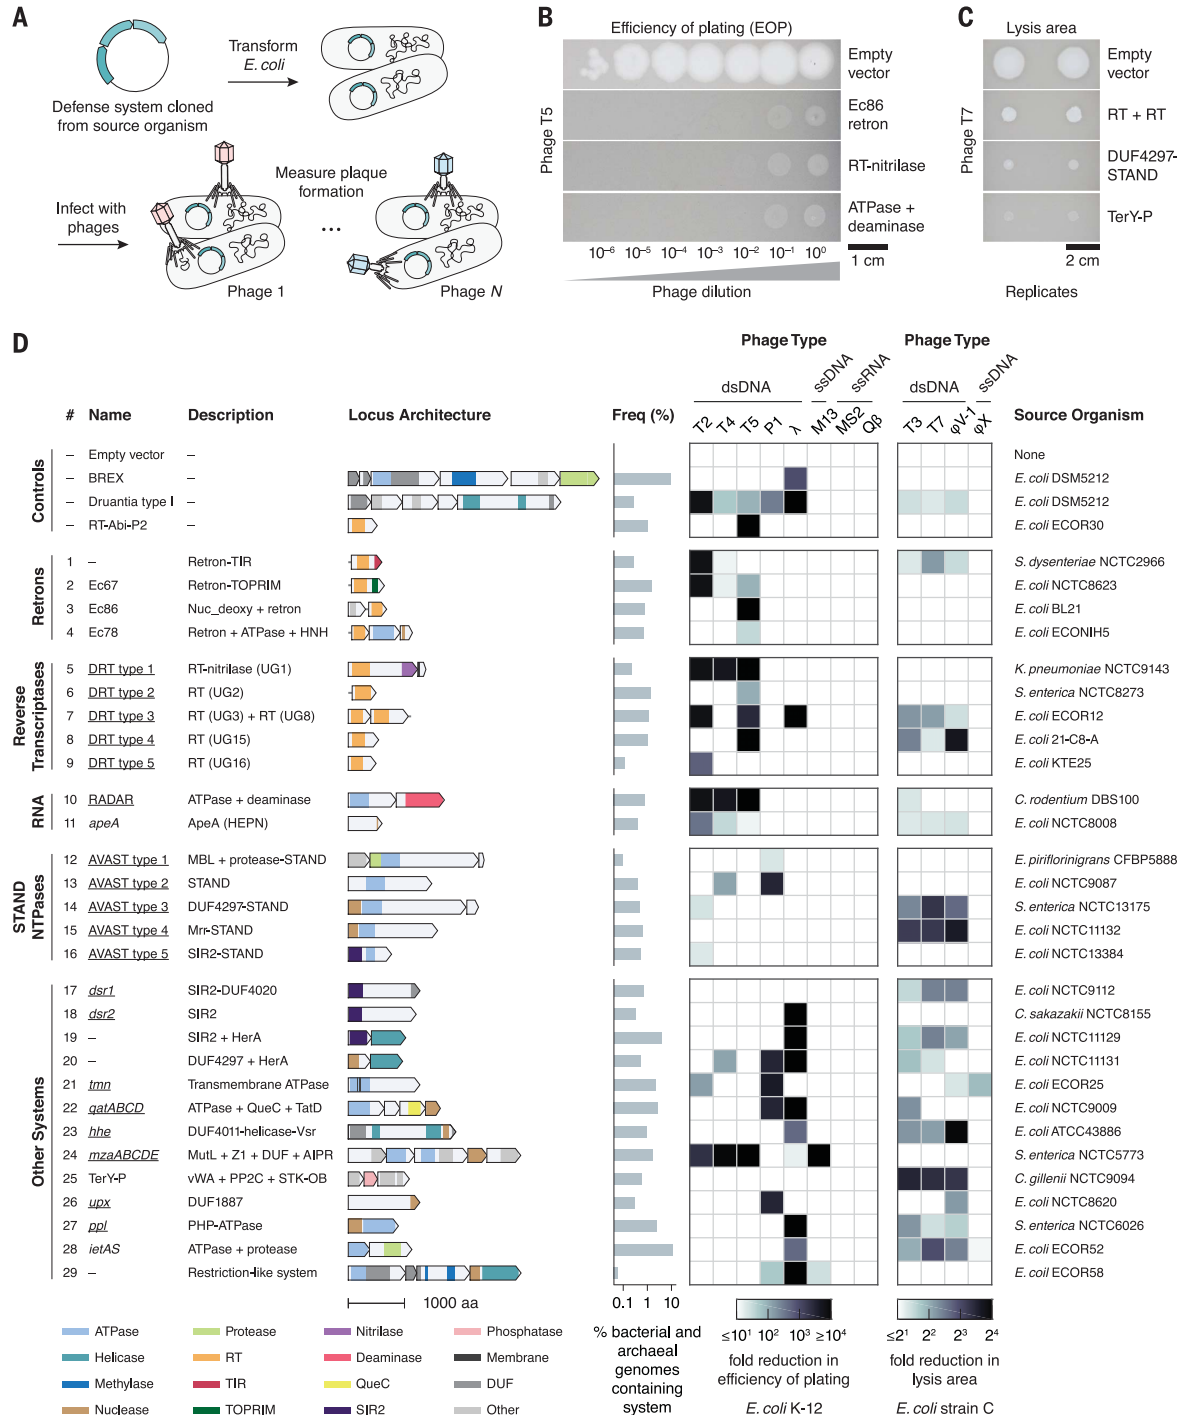 A
Transform
E. coli
Defense system cloned
from source organism
Measure plaque
formation
Infect with
phages
...
Phage 1
Phage N
B
Efficiency of plating (EOP)
Phage T5
Empty
vector
Ec86
retron
RT-nitrilase
ATPase +
deaminase
10⁻⁶ 10⁻⁵ 10⁻⁴ 10⁻³ 10⁻² 10⁻¹ 10⁰
1 cm
Phage dilution
C
Lysis area
Phage T7
Empty
vector
RT + RT
DUF4297-
STAND
TerY-P
2 cm
Replicates
D
Phage Type Phage Type
dsDNA ssDNA ssRNA dsDNA ssDNA
# Name Description Locus Architecture Freq (%) T2 T4 T5 P1 λ M13 MS2 Qβ T3 T7 φV-1 φX Source Organism
Controls
– Empty vector – None
– BREX – E. coli DSM5212
– Druantia type I – E. coli DSM5212
– RT-Abi-P2 – E. coli ECOR30
Retrons
1 – Retron-TIR S. dysenteriae NCTC2966
2 Ec67 Retron-TOPRIM E. coli NCTC8623
3 Ec86 Nuc_deoxy + retron E. coli BL21
4 Ec78 Retron + ATPase + HNH E. coli ECONIH5
Reverse
Transcriptases
5 DRT type 1 RT-nitrilase (UG1) K. pneumoniae NCTC9143
6 DRT type 2 RT (UG2) S. enterica NCTC8273
7 DRT type 3 RT (UG3) + RT (UG8) E. coli ECOR12
8 DRT type 4 RT (UG15) E. coli 21-C8-A
9 DRT type 5 RT (UG16) E. coli KTE25
RNA
10 RADAR ATPase + deaminase C. rodentium DBS100
11 apeA ApeA (HEPN) E. coli NCTC8008
STAND
NTPases
12 AVAST type 1 MBL + protease-STAND E. piriflorinigrans CFBP5888
13 AVAST type 2 STAND E. coli NCTC9087
14 AVAST type 3 DUF4297-STAND S. enterica NCTC13175
15 AVAST type 4 Mrr-STAND E. coli NCTC11132
16 AVAST type 5 SIR2-STAND E. coli NCTC13384
Other Systems
17 dsr1 SIR2-DUF4020 E. coli NCTC9112
18 dsr2 SIR2 C. sakazakii NCTC8155
19 – SIR2 + HerA E. coli NCTC11129
20 – DUF4297 + HerA E. coli NCTC11131
21 tmn Transmembrane ATPase E. coli ECOR25
22 qatABCD ATPase + QueC + TatD E. coli NCTC9009
23 hhe DUF4011-helicase-Vsr E. coli ATCC43886
24 mzaABCDE MutL + Z1 + DUF + AIPR S. enterica NCTC5773
25 TerY-P vWA + PP2C + STK-OB C. gillenii NCTC9094
26 upx DUF1887 E. coli NCTC8620
27 ppl PHP-ATPase S. enterica NCTC6026
28 ietAS ATPase + protease E. coli ECOR52
29 – Restriction-like system E. coil ECOR58
1000 aa
0.1 1 10
% bacterial and
archaeal
genomes
containing
system
≤10¹ 10² 10³ ≥10⁴
fold reduction in
efficiency of plating
E. coli K-12
≤2¹ 2² 2³ 2⁴
fold reduction in
lysis area
E. coli strain C
ATPase Protease Nitrilase Phosphatase
Helicase RT Deaminase Membrane
Methylase TIR QueC DUF
Nuclease TOPRIM SIR2 Other